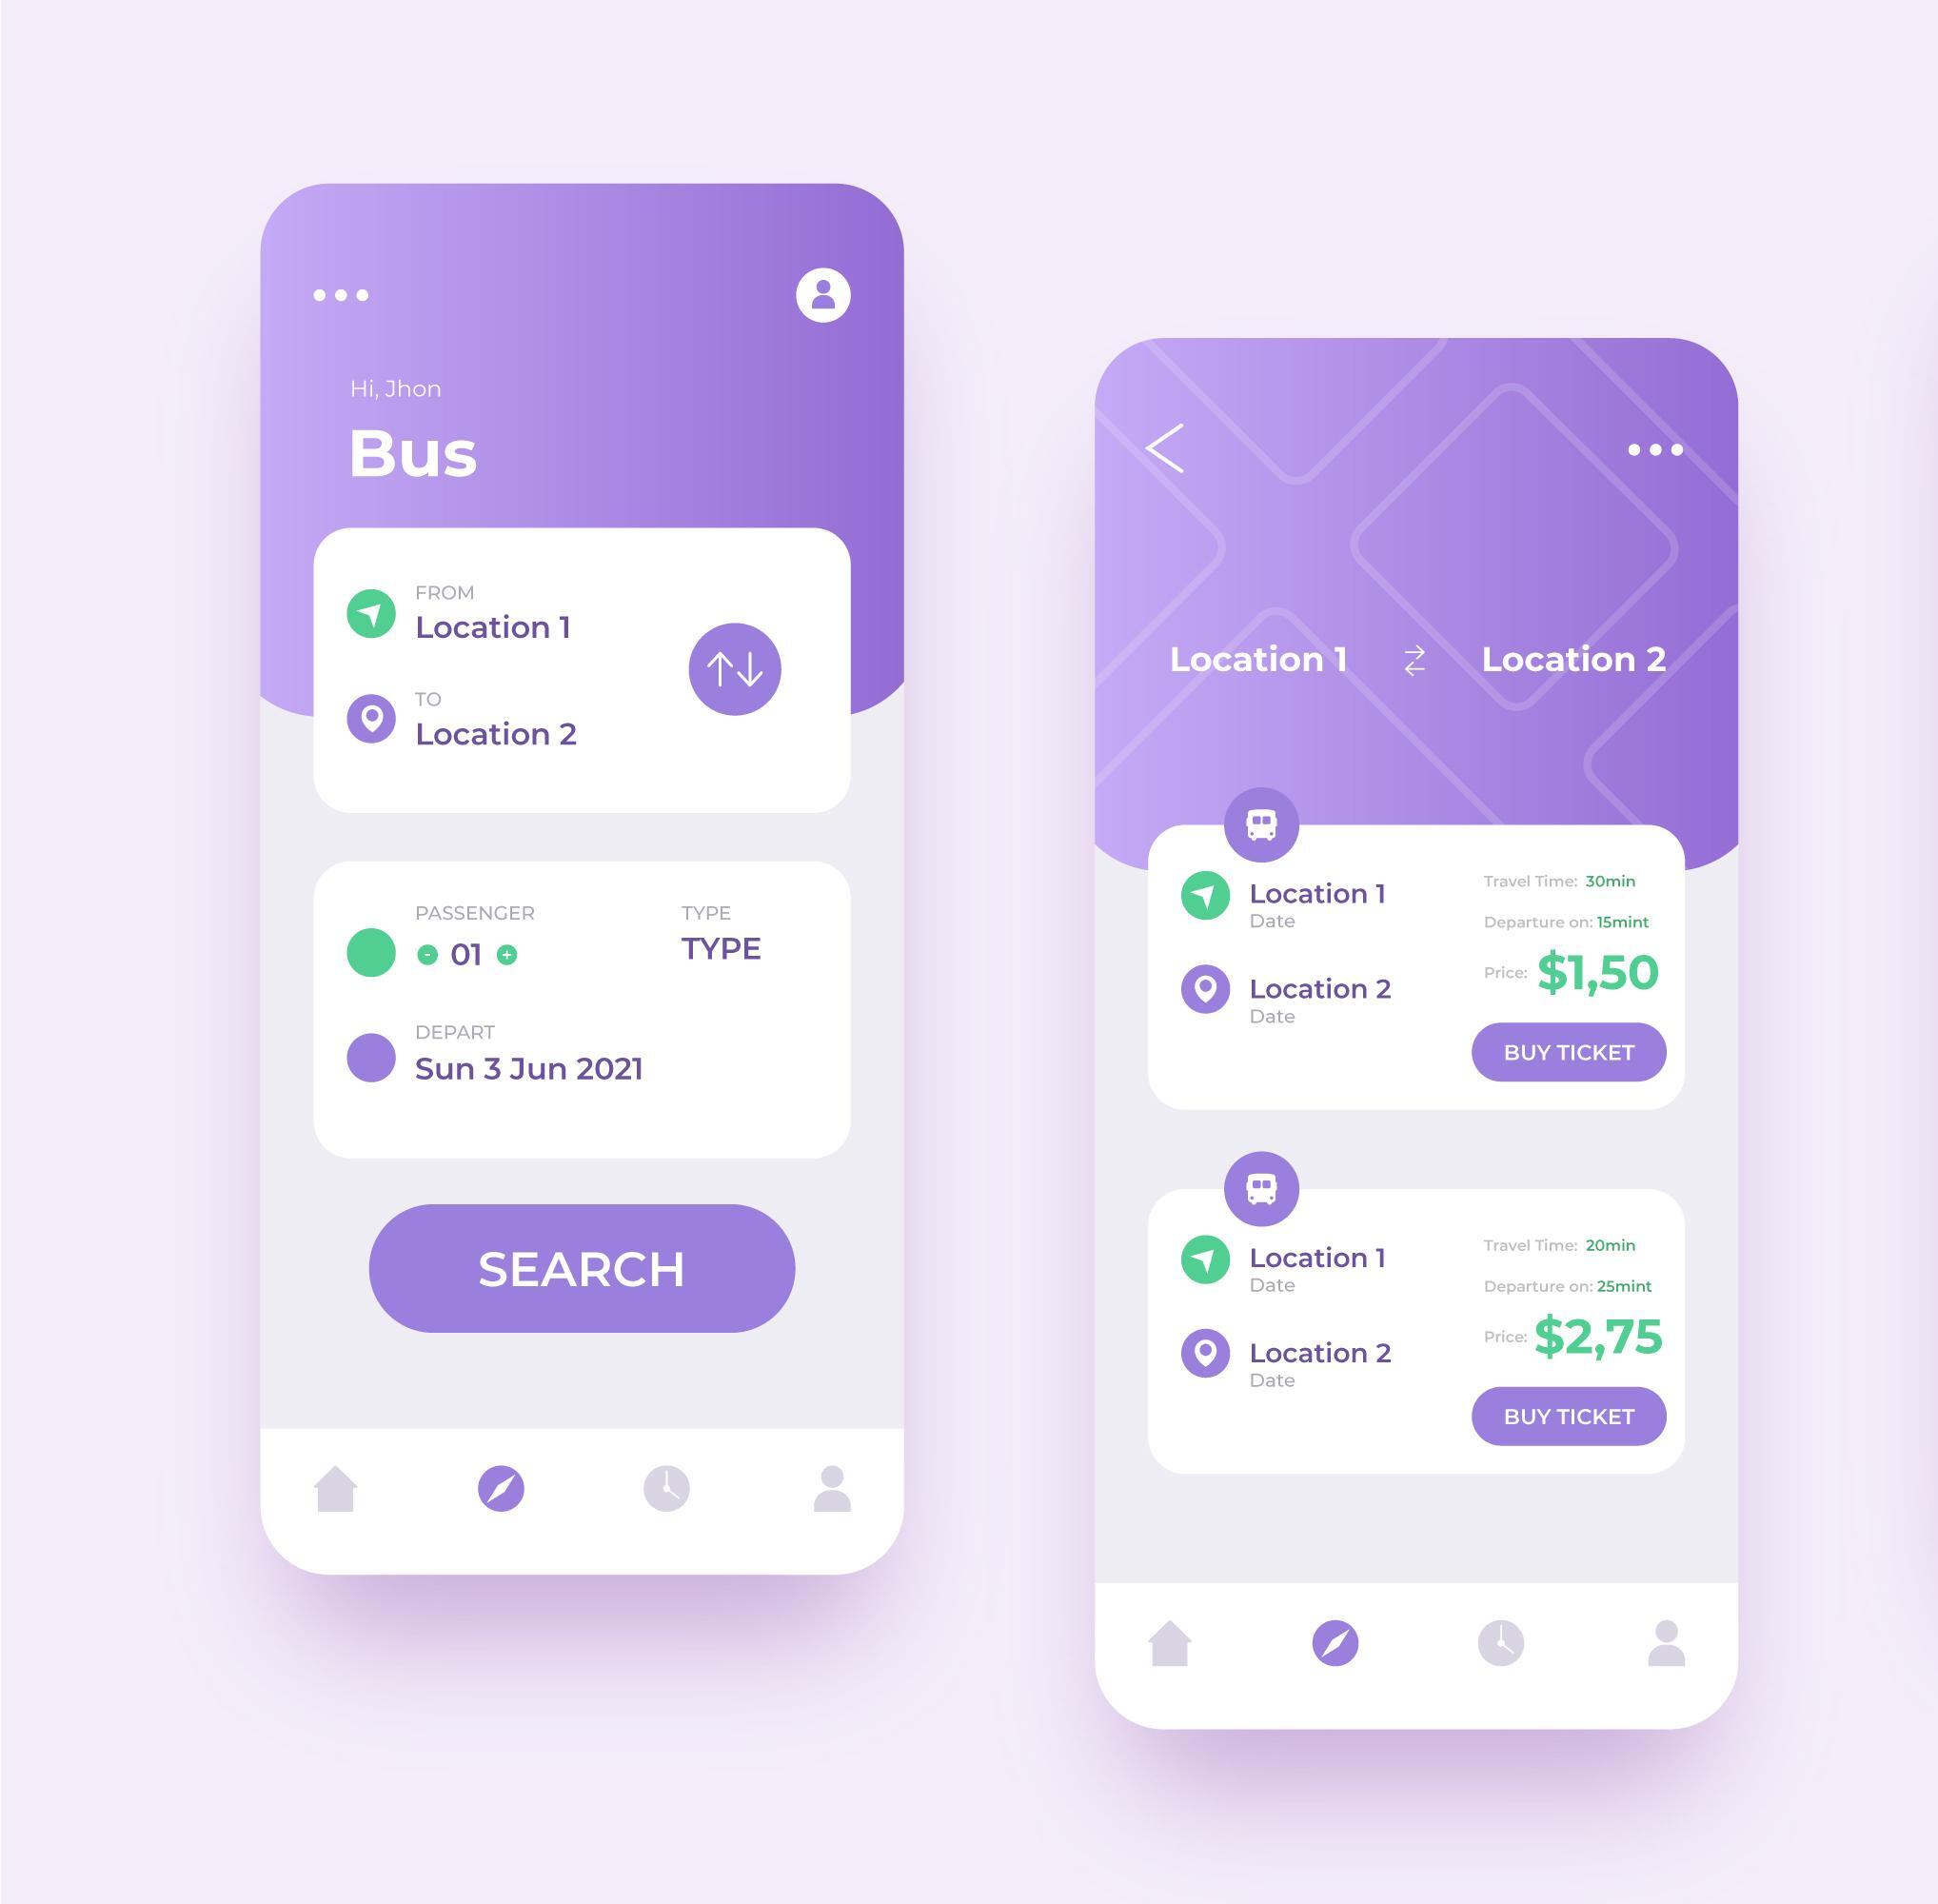 Hi, Jhon
Bus
FROM
Location 1
TO
Location 2
PASSENGER
- 01 +
TYPE
TYPE
DEPART
Sun 3 Jun 2021
SEARCH
Location 1
Location 2
Location 1
Date
Location 2
Date
Travel Time: 30min
Departure on: 15mint
Price: $1,50
BUY TICKET
Location 1
Date
Location 2
Date
Travel Time: 20min
Departure on: 25mint
Price: $2,75
BUY TICKET